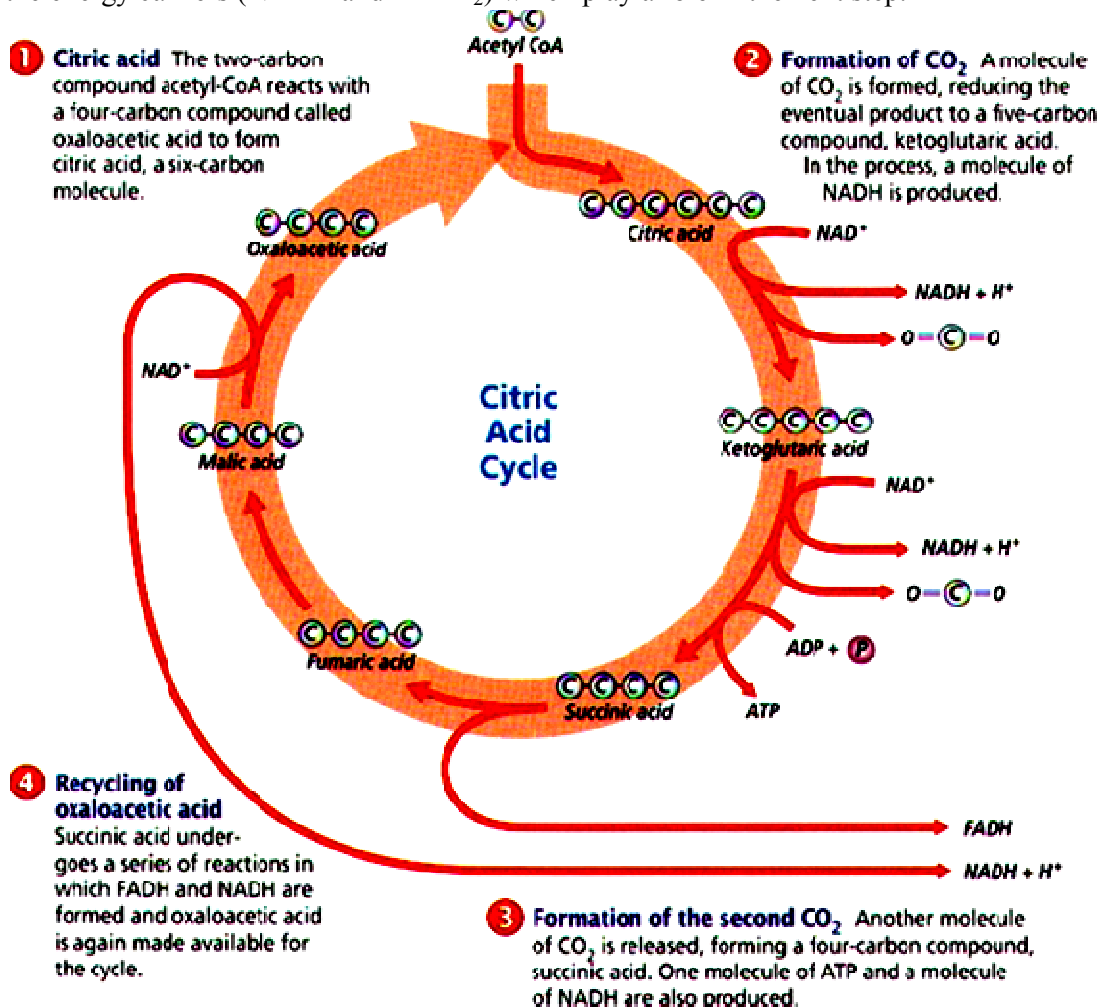 Acetyl CoA
1 Citric acid The two-carbon
compound acetyl-CoA reacts with
a four-carbon compound called
oxaloacetic acid to form
citric acid, a six-carbon
molecule.
2 Formation of CO₂ A molecule
of CO₂ is formed, reducing the
eventual product to a five-carbon
compound, ketoglutaric acid.
In the process, a molecule of
NADH is produced.
C C
C C C C C C
Citric acid
C C C C
Oxaloacetic acid
NAD⁺
NADH + H⁺
O=C=O
NAD⁺
Citric
Acid
Cycle
C C C C C
Ketoglutaric acid
C C C C
Malic acid
NAD⁺
NADH + H⁺
O=C=O
ADP + P
ATP
C C C C
Fumaric acid
C C C C
Succinic acid
FADH
NADH + H⁺
4 Recycling of
oxaloacetic acid
Succinic acid under-
goes a series of reactions in
which FADH and NADH are
formed and oxaloacetic acid
is again made available for
the cycle.
3 Formation of the second CO₂ Another molecule
of CO₂ is released, forming a four-carbon compound,
succinic acid. One molecule of ATP and a molecule
of NADH are also produced.